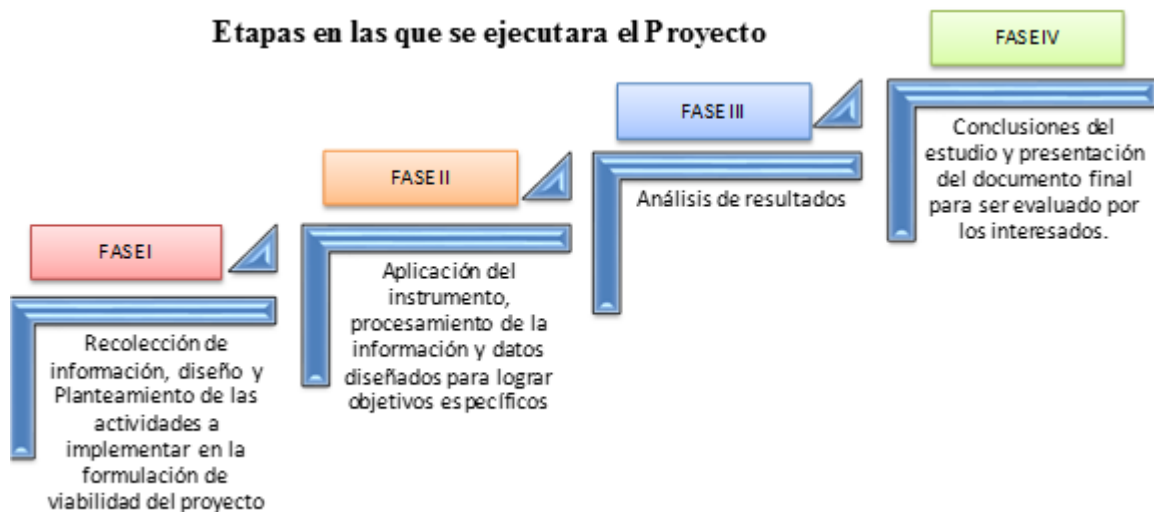 Etapas en las que se ejecutara el Proyecto
FASE I
Recolección de
información, diseño y
Planteamiento de las
actividades a
implementar en la
formulación de
viabilidad del proyecto
FASE II
Aplicación del
instrumento,
procesamiento de la
información y datos
diseñados para lograr
objetivos específicos
FASE III
Análisis de resultados
FASE IV
Conclusiones del
estudio y presentación
del documento final
para ser evaluado por
los interesados.